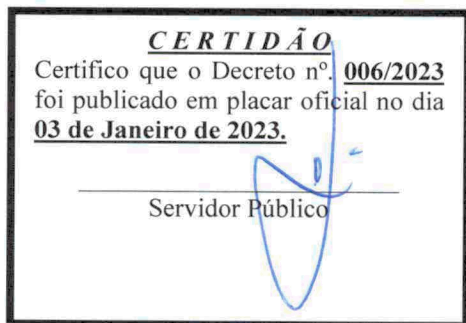 CERTIDÃO
Certifico que o Decreto nº. 006/2023
foi publicado em placar oficial no dia
03 de Janeiro de 2023.
Servidor Público